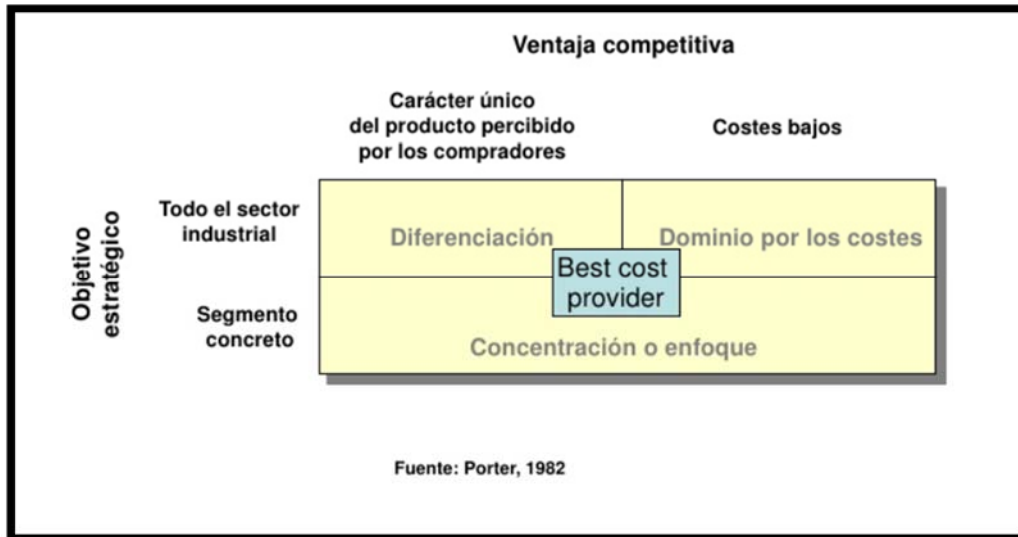 Ventaja competitiva
Carácter único
del producto percibido
por los compradores
Costes bajos
Objetivo
estratégico
Todo el sector
industrial
Diferenciación
Dominio por los costes
Best cost
provider
Segmento
concreto
Concentración o enfoque
Fuente: Porter, 1982